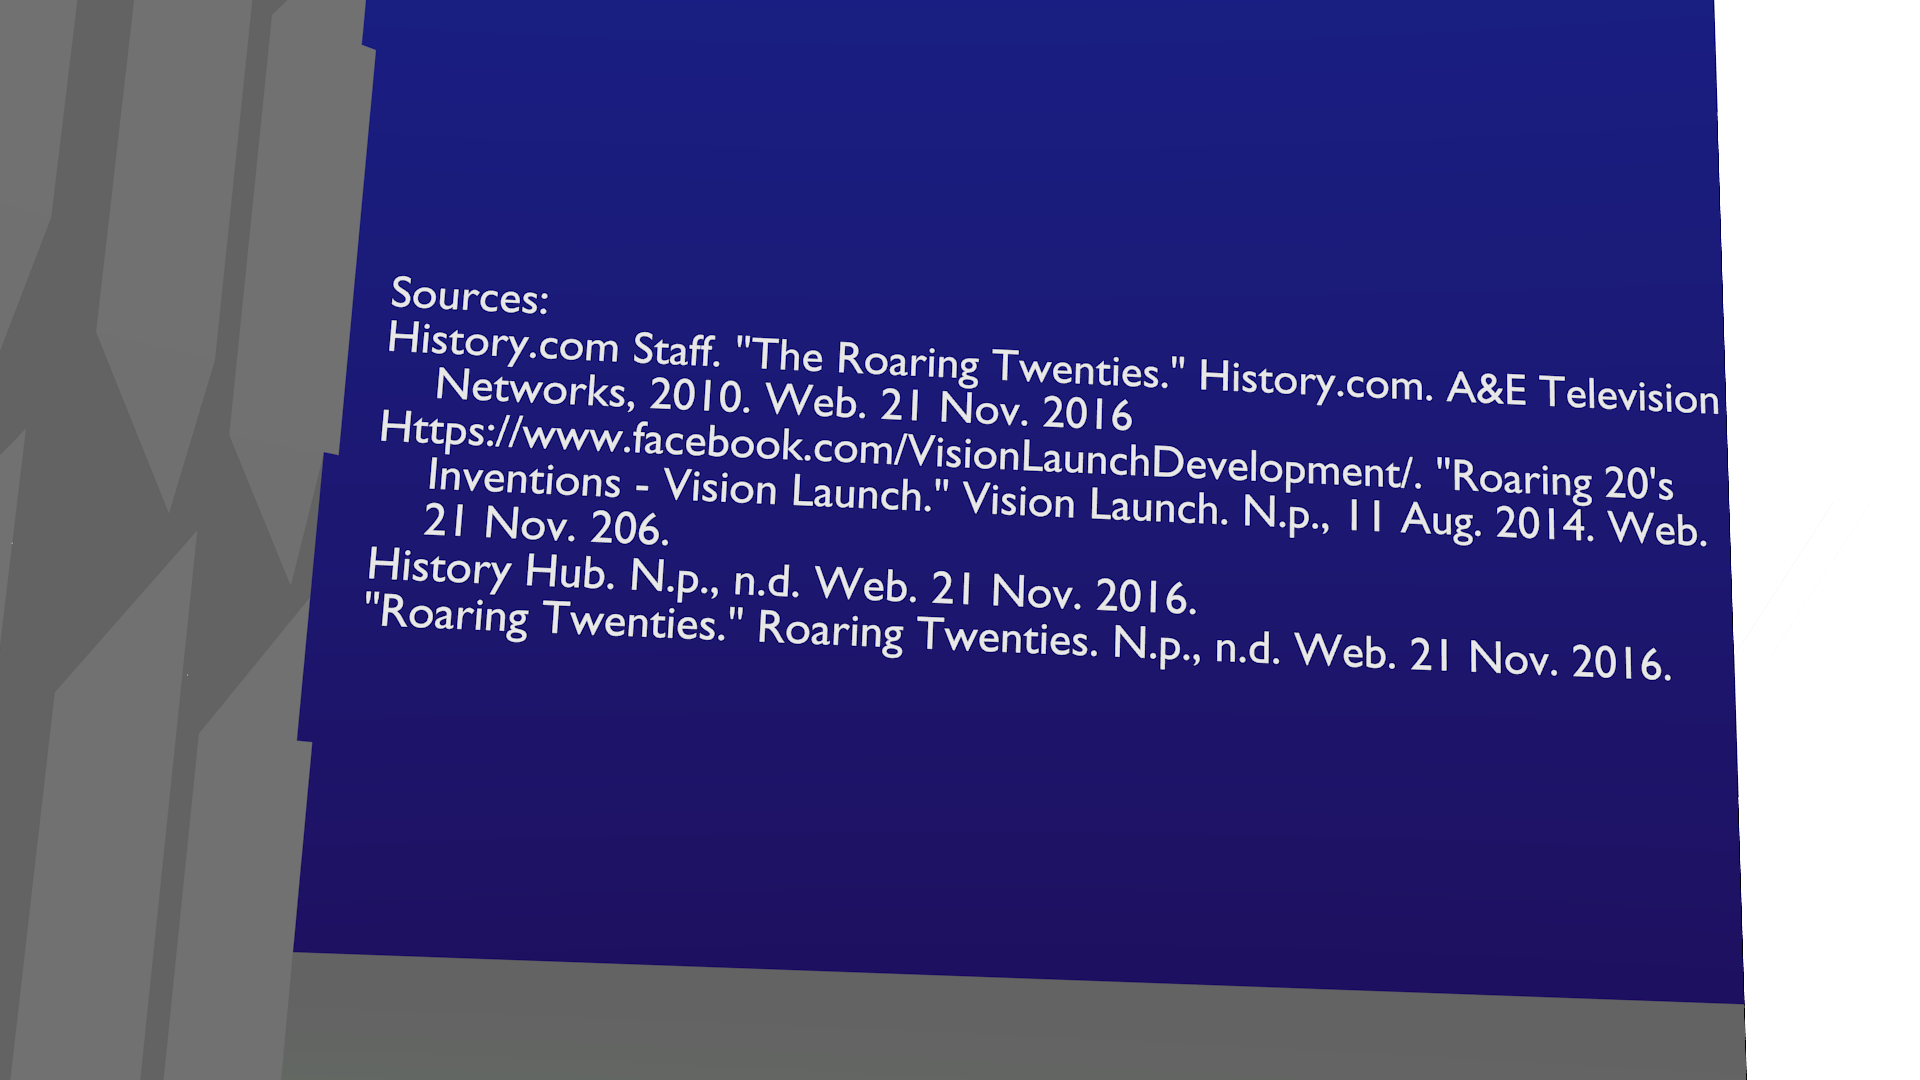 Sources:
History.com Staff. "The Roaring Twenties." History.com. A&E Television
Networks, 2010. Web. 21 Nov. 2016
Https://www.facebook.com/VisionLaunchDevelopment/. "Roaring 20's
Inventions - Vision Launch." Vision Launch. N.p., 11 Aug. 2014. Web.
21 Nov. 206.
History Hub. N.p., n.d. Web. 21 Nov. 2016.
"Roaring Twenties." Roaring Twenties. N.p., n.d. Web. 21 Nov. 2016.